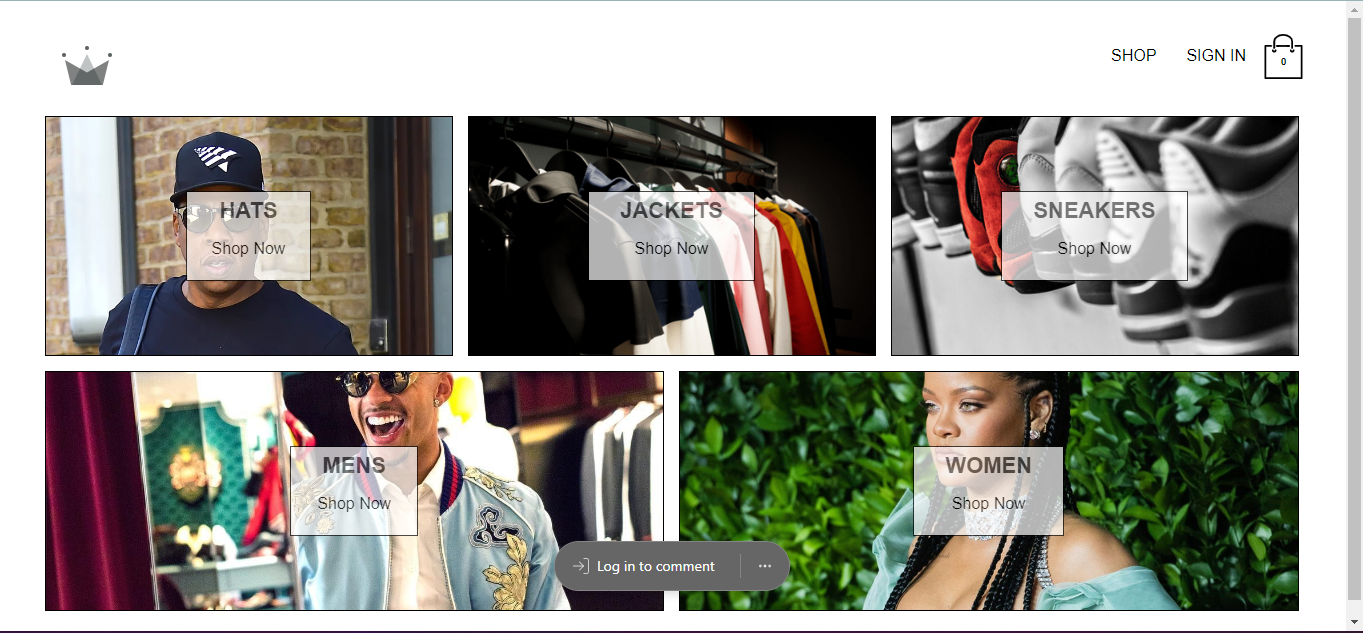 SHOP SIGN IN 0
HATS
Shop Now
JACKETS
Shop Now
SNEAKERS
Shop Now
MENS
Shop Now
WOMEN
Shop Now
Log in to comment